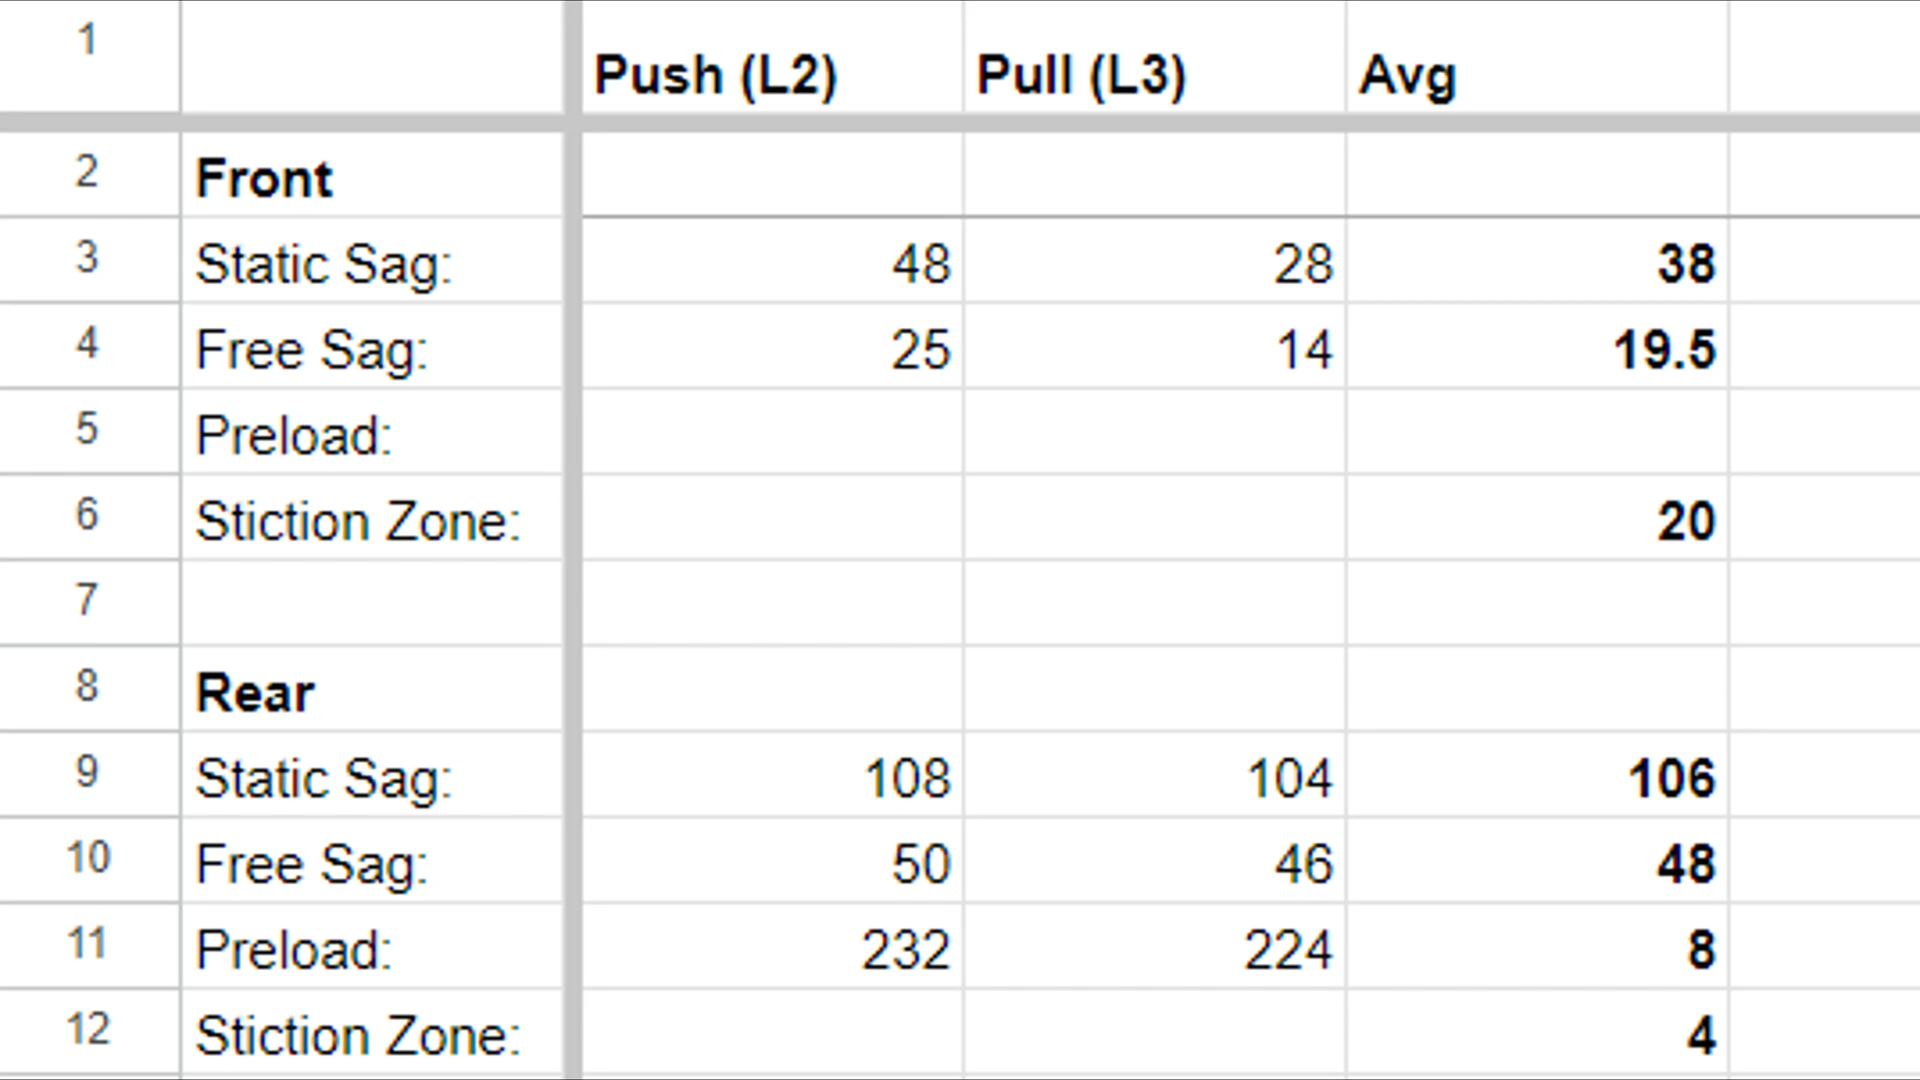 1 Push (L2) Pull (L3) Avg
2 Front
3 Static Sag: 48 28 38
4 Free Sag: 25 14 19.5
5 Preload:
6 Stiction Zone: 20
7
8 Rear
9 Static Sag: 108 104 106
10 Free Sag: 50 46 48
11 Preload: 232 224 8
12 Stiction Zone: 4